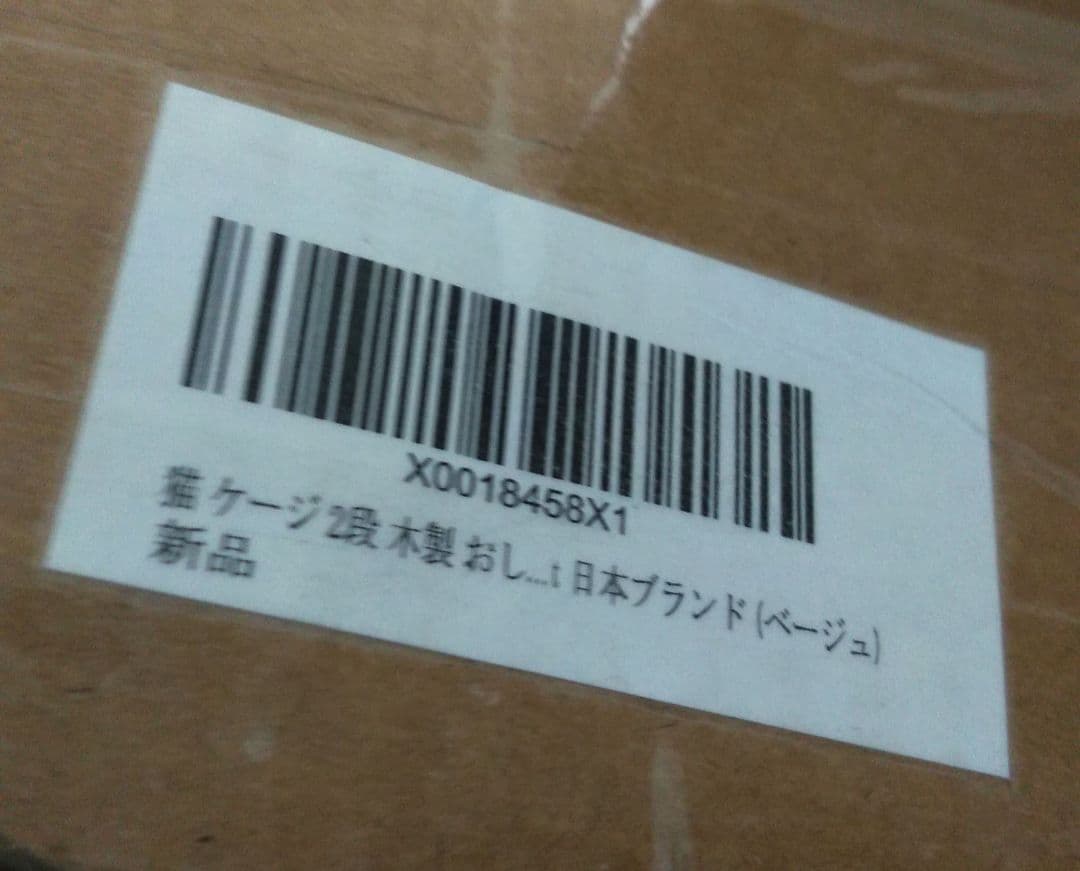 X0018458X1
猫 ケージ 2段 木製 おし...t 日本ブランド (ベージュ)
新品